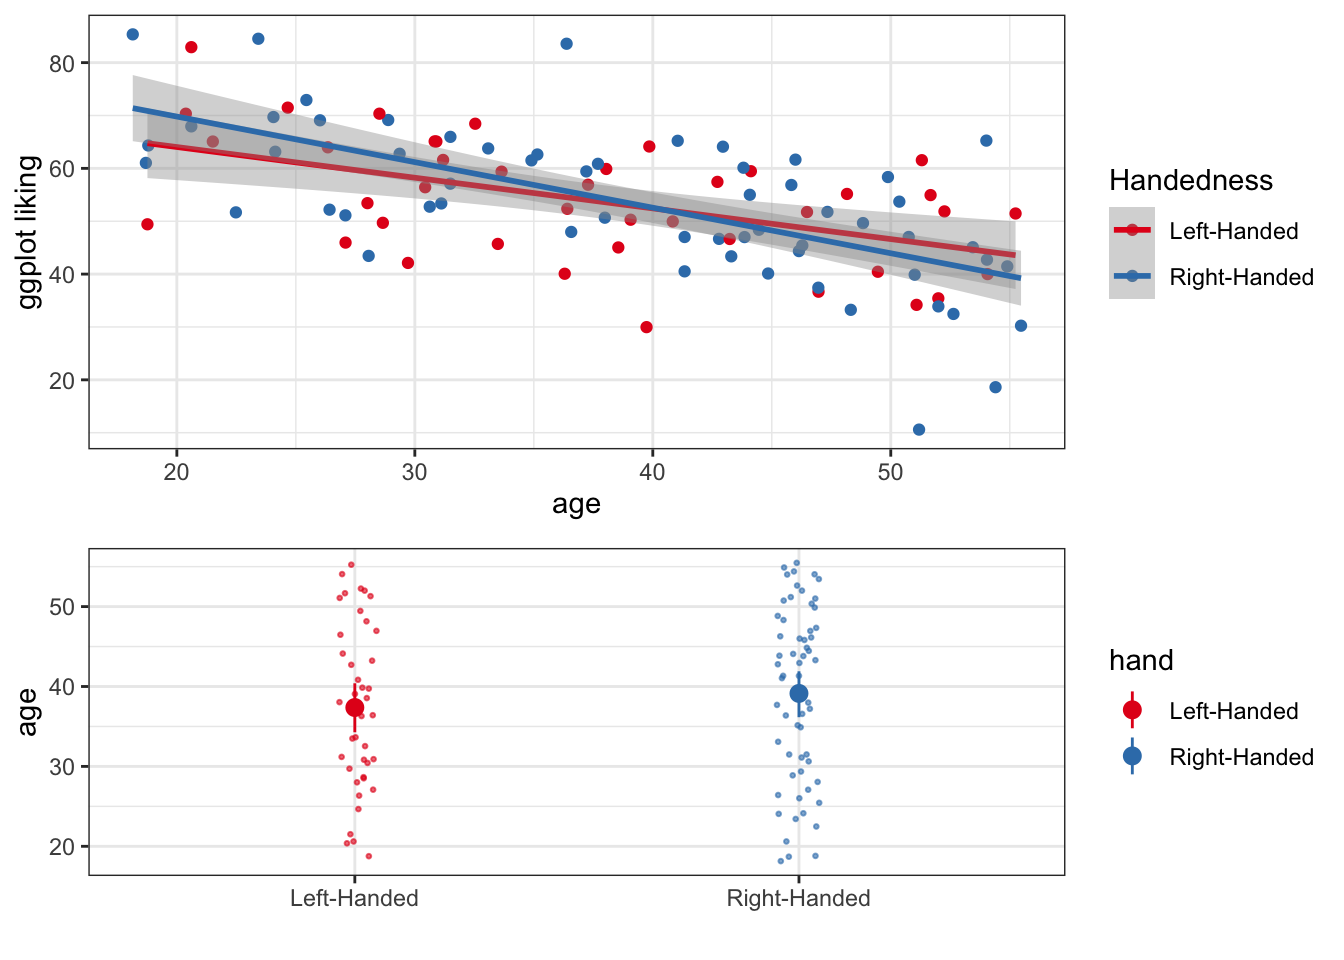 ggplot liking
80
60
40
20
20 30 40 50
age
Handedness
Left-Handed
Right-Handed
age
50
40
30
20
Left-Handed Right-Handed
hand
Left-Handed
Right-Handed